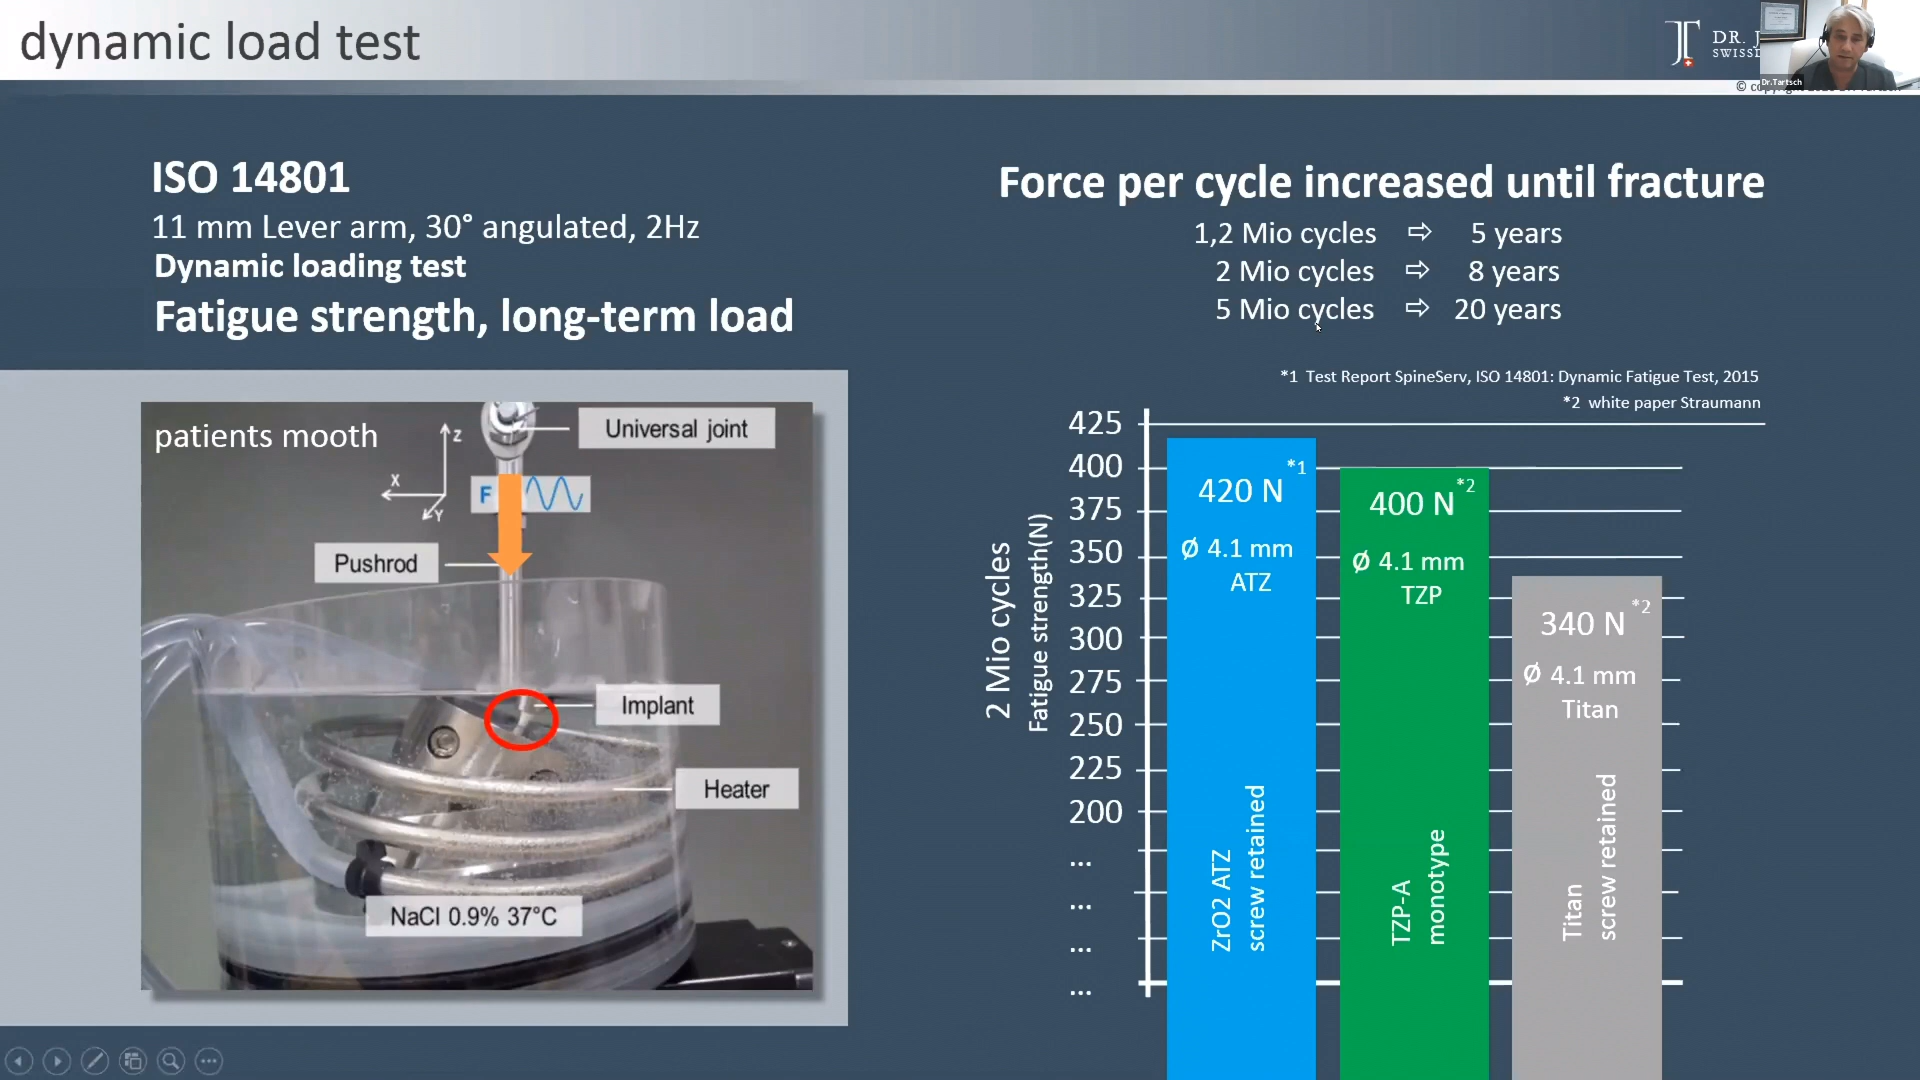 dynamic load test
DR. J
SWISSD
Dr.Tartsch
ISO 14801
11 mm Lever arm, 30° angulated, 2Hz
Dynamic loading test
Fatigue strength, long-term load
Force per cycle increased until fracture
1,2 Mio cycles ⇨ 5 years
2 Mio cycles ⇨ 8 years
5 Mio cycles ⇨ 20 years
*1 Test Report SpineServ, ISO 14801: Dynamic Fatigue Test, 2015
*2 white paper Straumann
patients mooth
Universal joint
Z
X
Y
F
Pushrod
Implant
Heater
NaCl 0.9% 37°C
2 Mio cycles
Fatigue strength(N)
425
400
375
350
325
300
275
250
225
200
...
...
...
...
420 N *1
Ø 4.1 mm
ATZ
ZrO2 ATZ
screw retained
400 N *2
Ø 4.1 mm
TZP
TZP-A
monotype
340 N *2
Ø 4.1 mm
Titan
Titan
screw retained